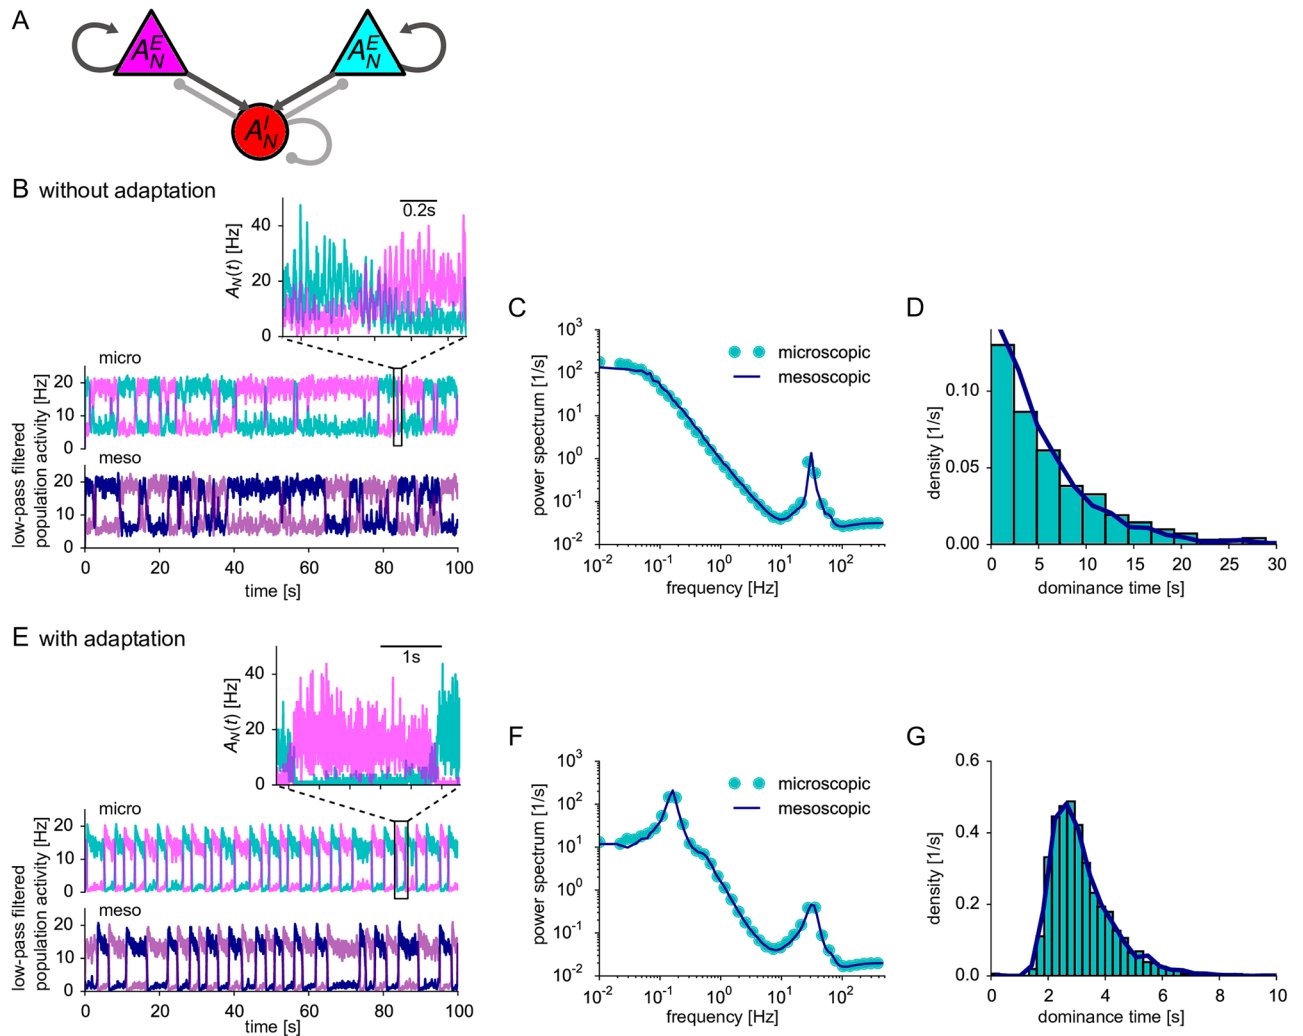 A
A_N^E
A_N^E
A_N^I
B without adaptation
0.2s
A_N(t) [Hz]
40
20
0
micro
20
10
0
meso
20
10
0
low-pass filtered
population activity [Hz]
0 20 40 60 80 100
time [s]
C
microscopic
mesoscopic
power spectrum [1/s]
10^3
10^2
10^1
10^0
10^-1
10^-2
10^-2 10^-1 10^0 10^1 10^2
frequency [Hz]
D
density [1/s]
0.10
0.05
0.00
0 5 10 15 20 25 30
dominance time [s]
E with adaptation
1s
A_N(t) [Hz]
40
20
0
micro
20
10
0
meso
20
10
0
low-pass filtered
population activity [Hz]
0 20 40 60 80 100
time [s]
F
microscopic
mesoscopic
power spectrum [1/s]
10^3
10^2
10^1
10^0
10^-1
10^-2
10^-2 10^-1 10^0 10^1 10^2
frequency [Hz]
G
density [1/s]
0.6
0.4
0.2
0.0
0 2 4 6 8 10
dominance time [s]